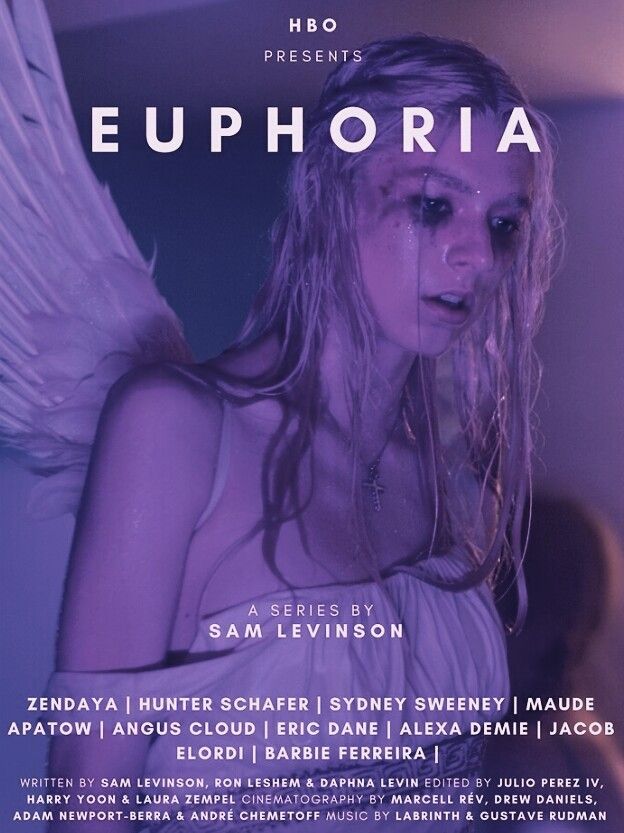 HBO
PRESENTS
EUPHORIA
A SERIES BY
SAM LEVINSON
ZENDAYA | HUNTER SCHAFER | SYDNEY SWEENEY | MAUDE
APATOW | ANGUS CLOUD | ERIC DANE | ALEXA DEMIE | JACOB
ELORDI | BARBIE FERREIRA |
WRITTEN BY SAM LEVINSON, RON LESHEM & DAPHNA LEVIN EDITED BY JULIO PEREZ IV,
HARRY YOON & LAURA ZEMPEL CINEMATOGRAPHY BY MARCELL RÉV, DREW DANIELS,
ADAM NEWPORT-BERRA & ANDRÉ CHEMETOFF MUSIC BY LABRINTH & GUSTAVE RUDMAN